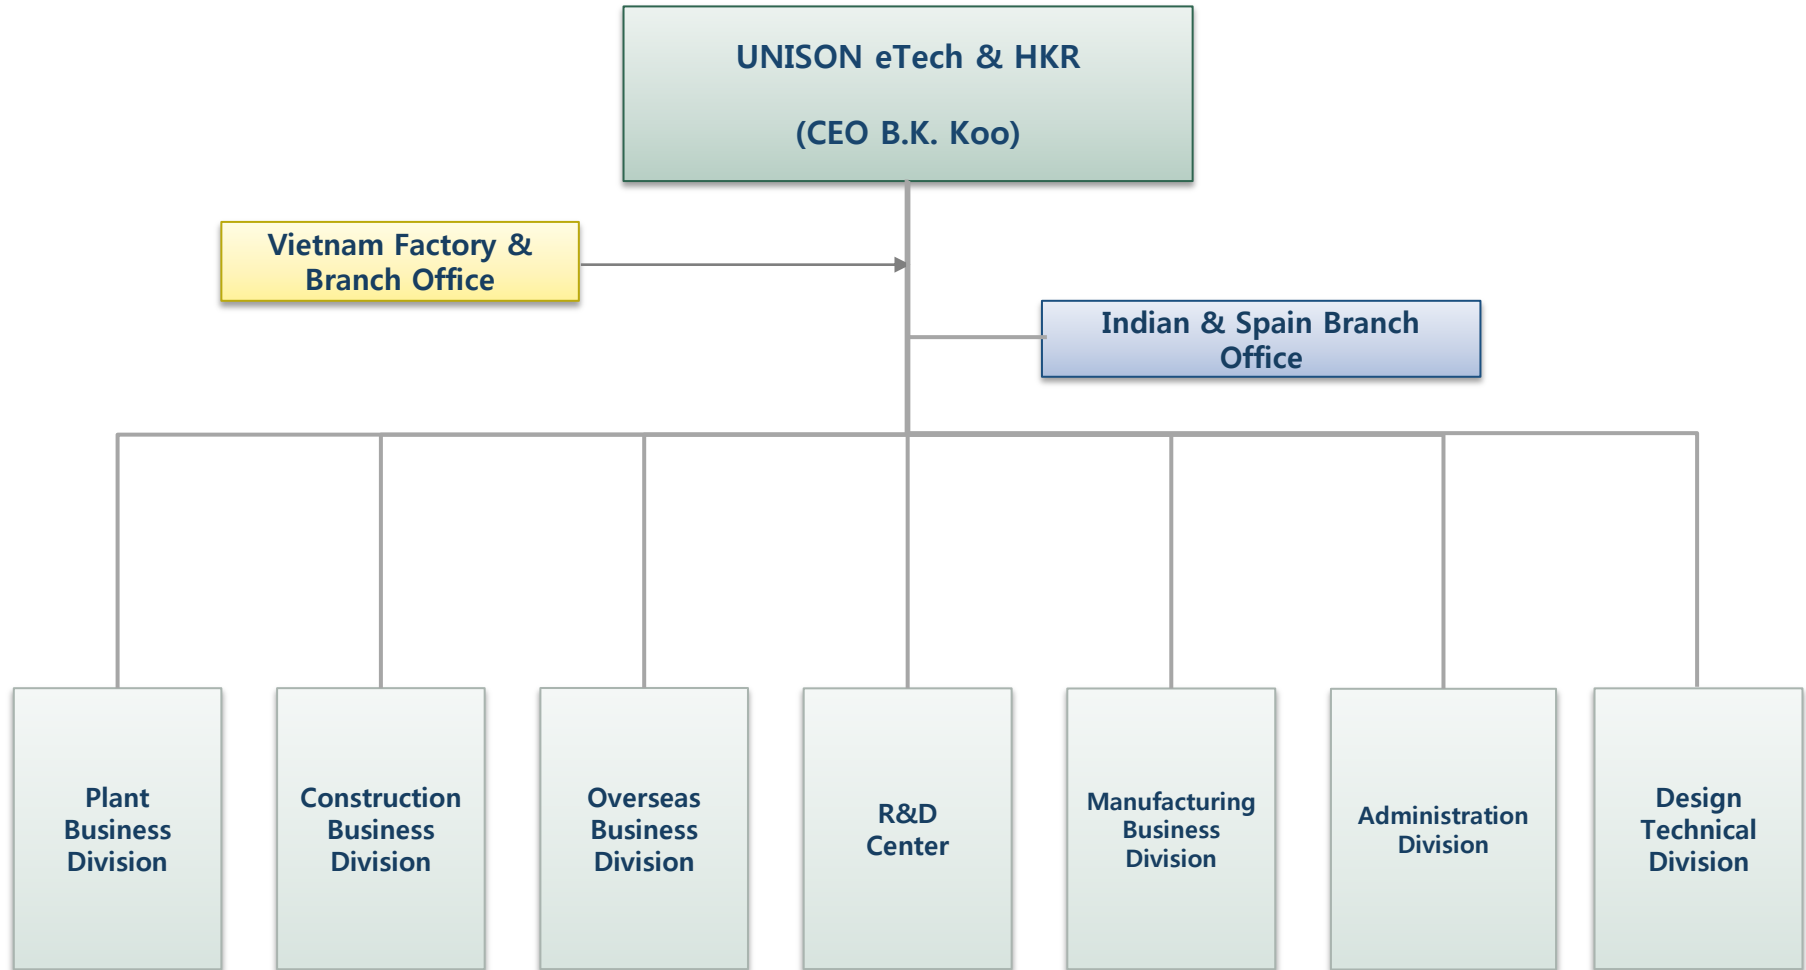 UNISON eTech & HKR
(CEO B.K. Koo)
Vietnam Factory &
Branch Office
Indian & Spain Branch
Office
Plant
Business
Division
Construction
Business
Division
Overseas
Business
Division
R&D
Center
Manufacturing
Business
Division
Administration
Division
Design
Technical
Division